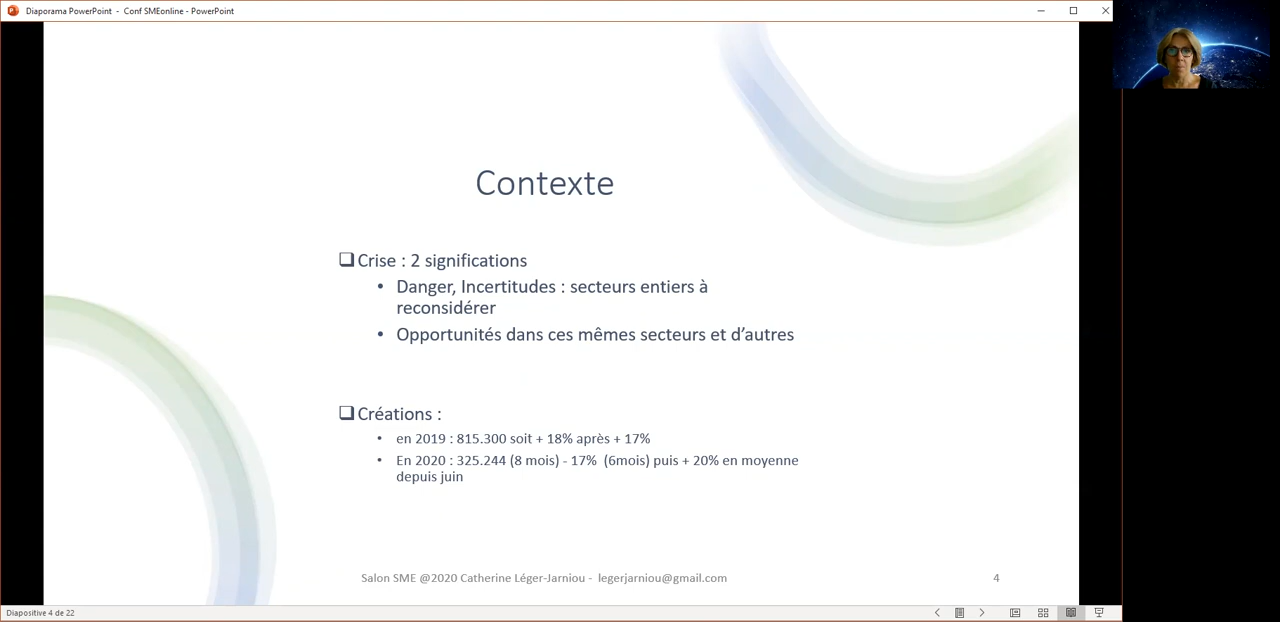 Diaporama PowerPoint - Conf SMEonline - PowerPoint
Contexte
Crise : 2 significations
• Danger, Incertitudes : secteurs entiers à
reconsidérer
• Opportunités dans ces mêmes secteurs et d’autres
Créations :
• en 2019 : 815.300 soit + 18% après + 17%
• En 2020 : 325.244 (8 mois) - 17% (6mois) puis + 20% en moyenne
depuis juin
Salon SME @2020 Catherine Léger-Jarniou - legerjarniou@gmail.com
4
Diapositive 4 de 22